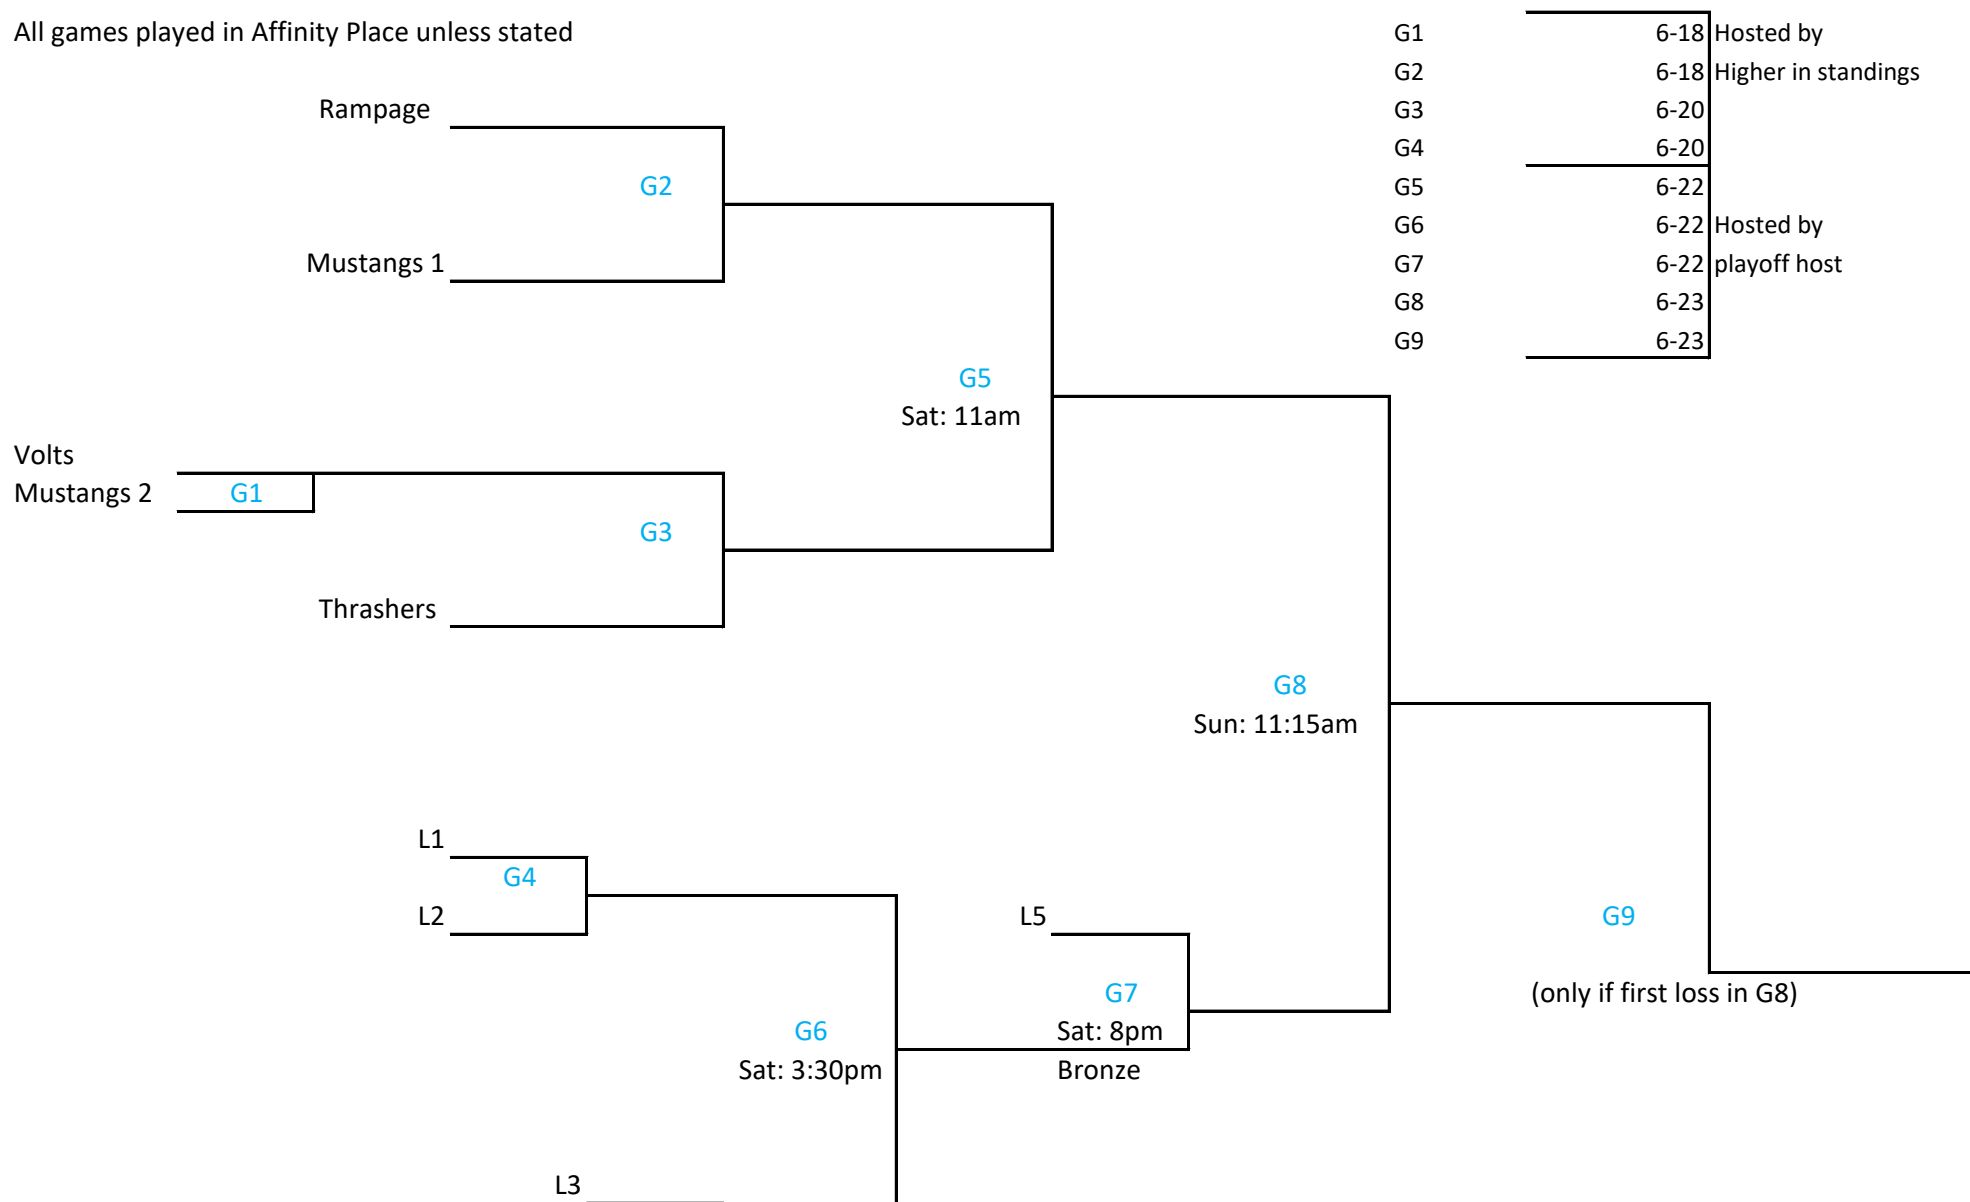 All games played in Affinity Place unless stated
G1 6-18 Hosted by
G2 6-18 Higher in standings
G3 6-20
G4 6-20
G5 6-22
G6 6-22 Hosted by
G7 6-22 playoff host
G8 6-23
G9 6-23
Rampage
G2
Mustangs 1
G5
Sat: 11am
Volts
Mustangs 2 G1
G3
Thrashers
G8
Sun: 11:15am
L1
G4
L2
L5
G9
G7
(only if first loss in G8)
G6
Sat: 8pm
Sat: 3:30pm
Bronze
L3